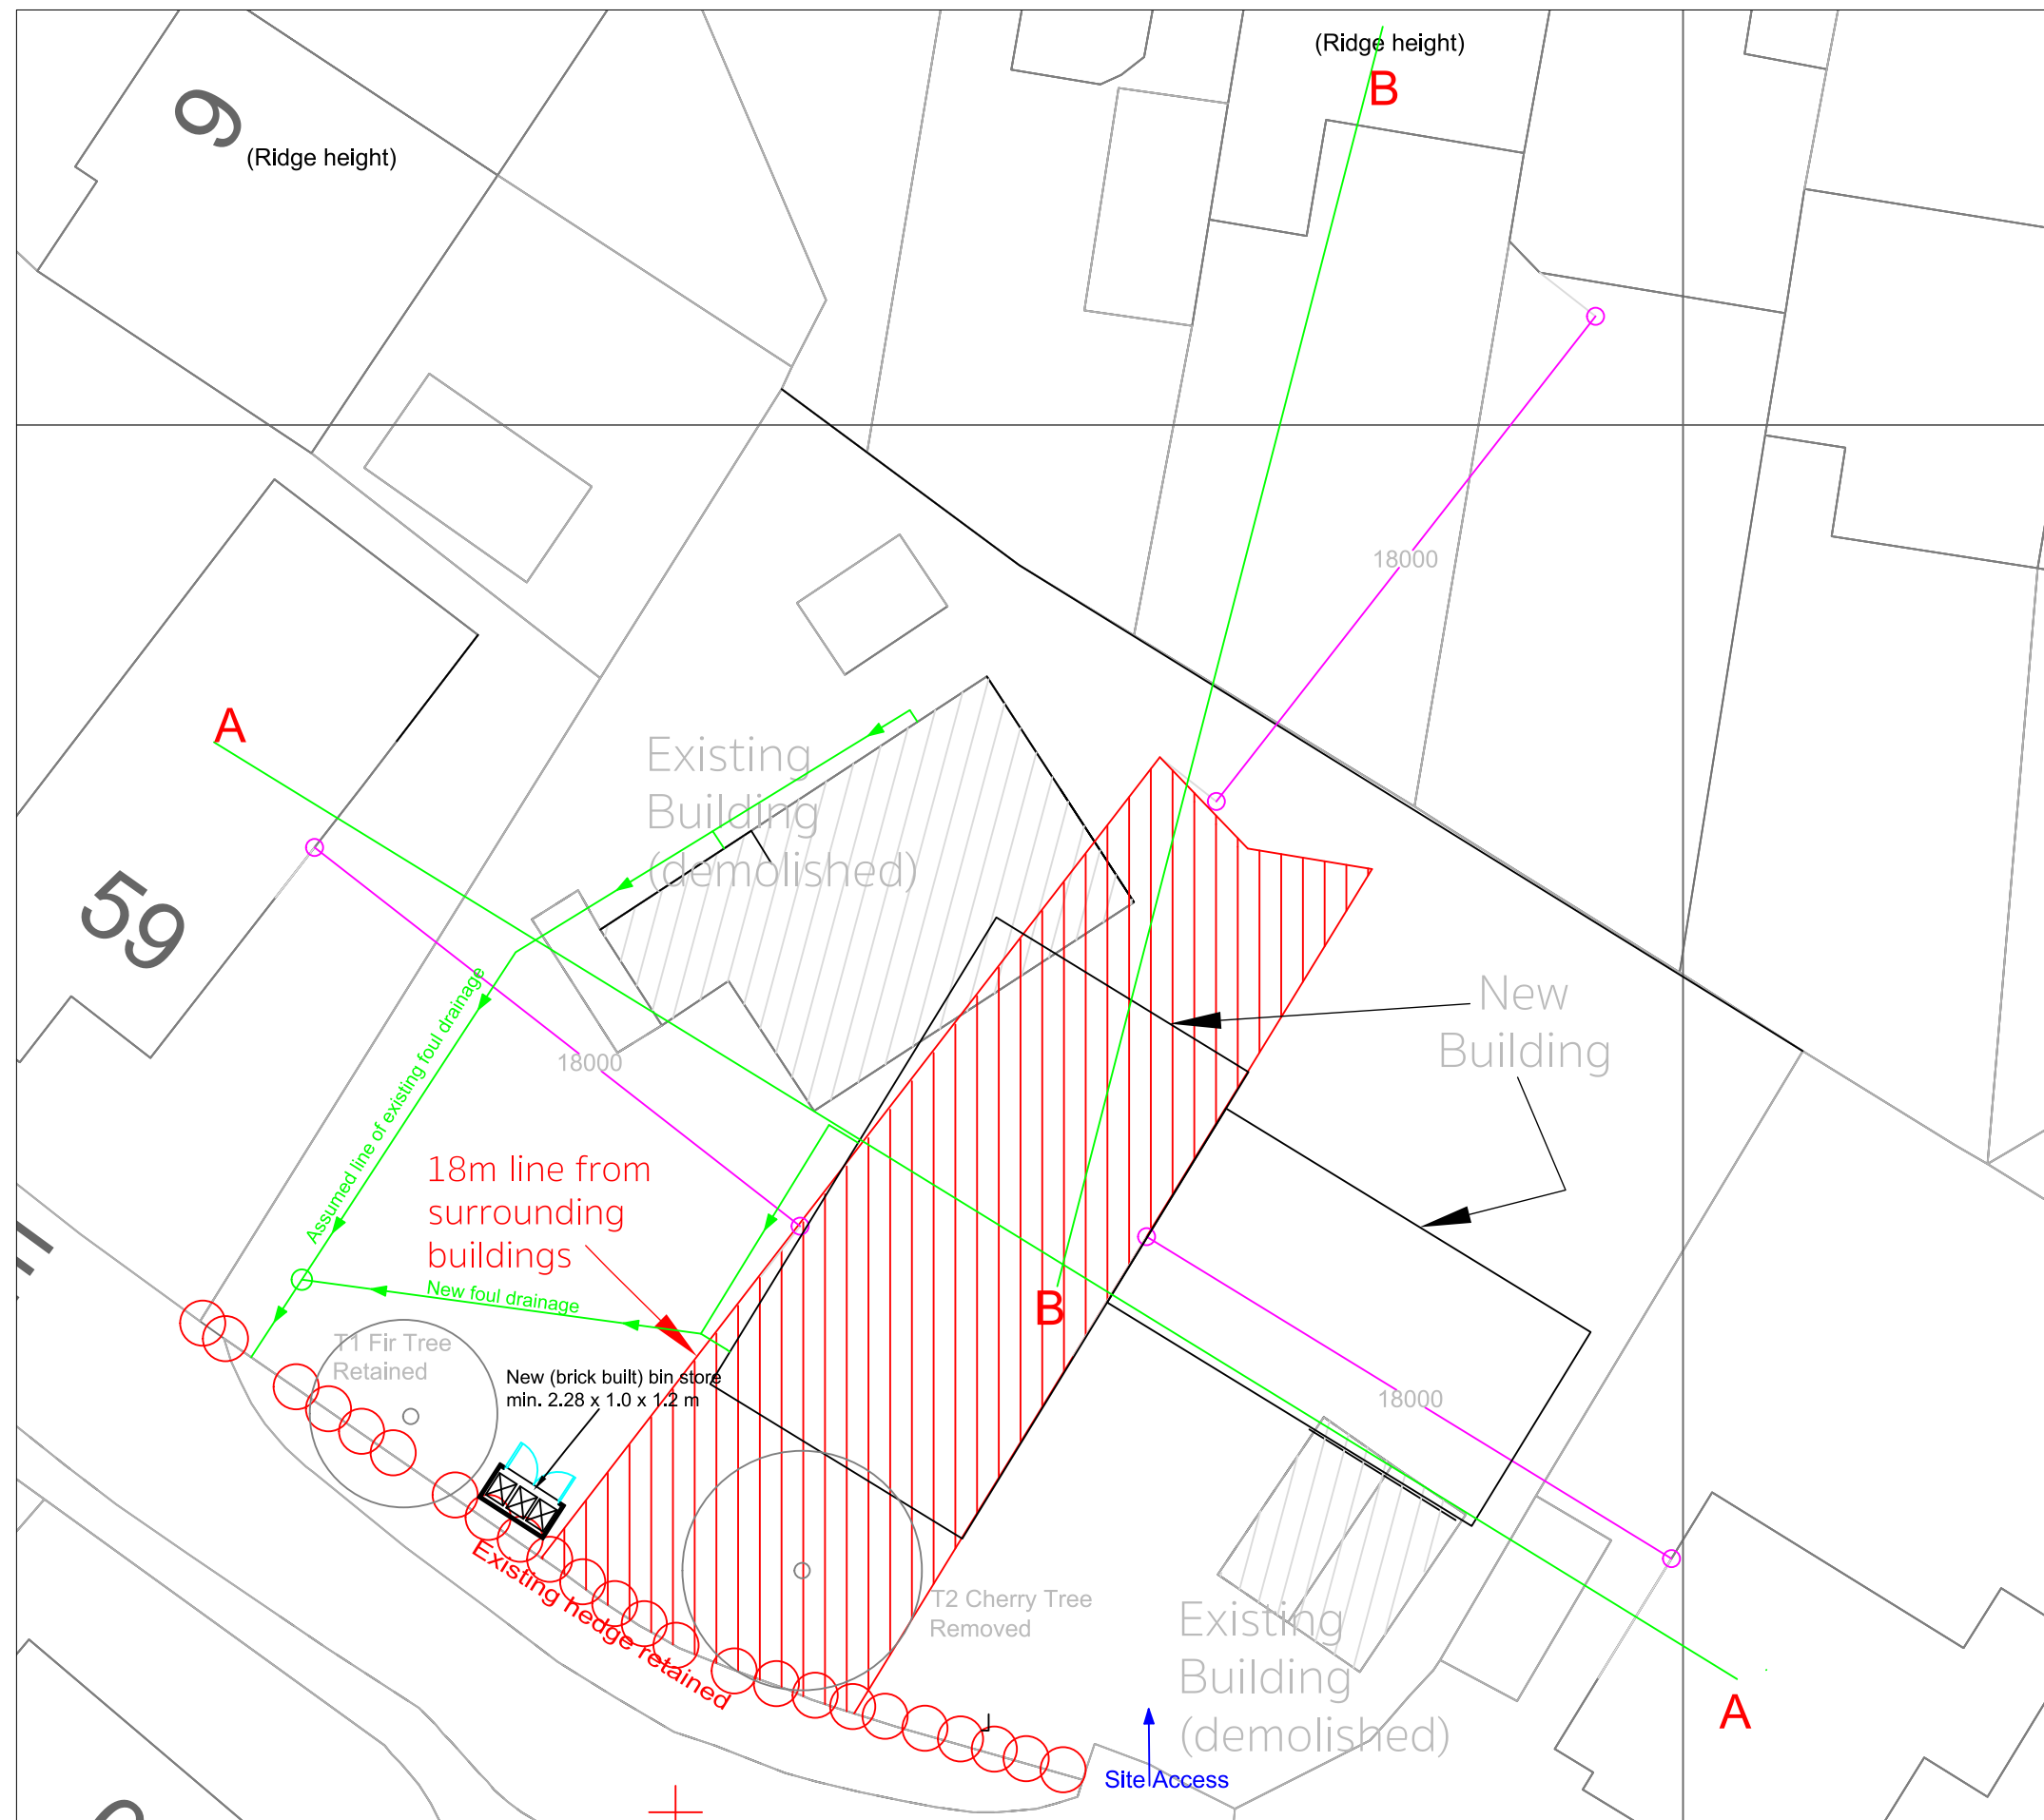 (Ridge height)
B
9
(Ridge height)
18000
A
Existing
Building
(demolished)
59
New
Building
Assumed line of existing foul drainage
18000
18m line from
surrounding
buildings
New foul drainage
B
T1 Fir Tree
Retained
New (brick built) bin store
min. 2.28 x 1.0 x 1.2 m
18000
Existing hedge retained
T2 Cherry Tree
Removed
Existing
Building
(demolished)
A
Site Access